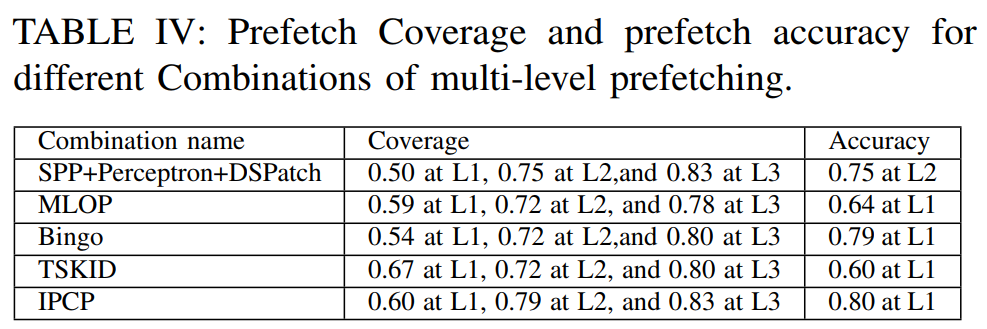 TABLE IV: Prefetch Coverage and prefetch accuracy for
different Combinations of multi-level prefetching.
Combination name Coverage Accuracy
SPP+Perceptron+DSPatch 0.50 at L1, 0.75 at L2,and 0.83 at L3 0.75 at L2
MLOP 0.59 at L1, 0.72 at L2, and 0.78 at L3 0.64 at L1
Bingo 0.54 at L1, 0.72 at L2,and 0.80 at L3 0.79 at L1
TSKID 0.67 at L1, 0.72 at L2, and 0.80 at L3 0.60 at L1
IPCP 0.60 at L1, 0.79 at L2, and 0.83 at L3 0.80 at L1